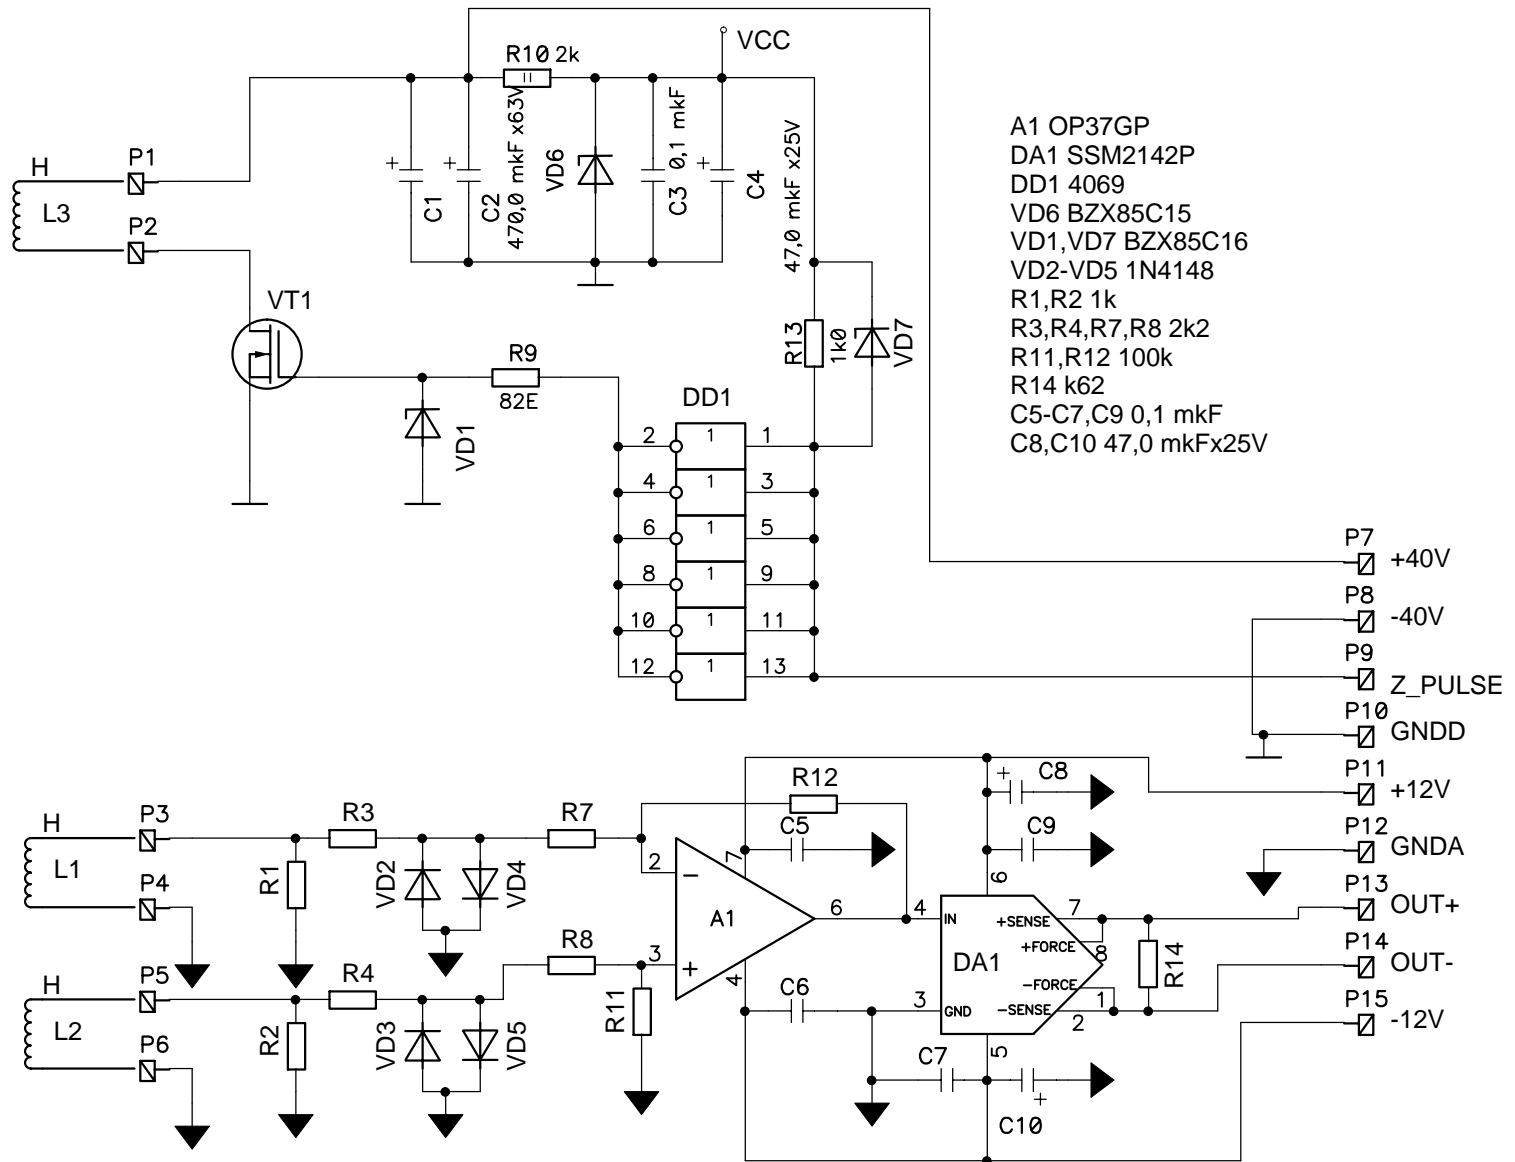 VCC
R10 2k
470,0 mkF x63V
0,1 mkF
47,0 mkF x25V
+
+
+
C1
C2
VD6
C3
C4
A1 OP37GP
DA1 SSM2142P
DD1 4069
VD6 BZX85C15
VD1,VD7 BZX85C16
VD2-VD5 1N4148
R1,R2 1k
R3,R4,R7,R8 2k2
R11,R12 100k
R14 k62
C5-C7,C9 0,1 mkF
C8,C10 47,0 mkFx25V
H
P1
L3
P2
VT1
R9
82E
VD1
R13
1k0
VD7
DD1
2 1 1
4 1 3
6 1 5
8 1 9
10 1 11
12 1 13
P7
+40V
P8
-40V
P9
Z_PULSE
P10
GNDD
P11
+12V
P12
GNDA
P13
OUT+
P14
OUT-
P15
-12V
H
P3
L1
P4
R1
R3
VD2
VD4
R7
R12
C5
+
C8
C9
2
−
7
A1
6
3
+
4
R8
R11
C6
H
P5
L2
P6
R2
R4
VD3
VD5
4
IN
6
+SENSE
7
+FORCE
8
DA1
−FORCE
1
3
GND
−SENSE
2
5
R14
C7
+
C10